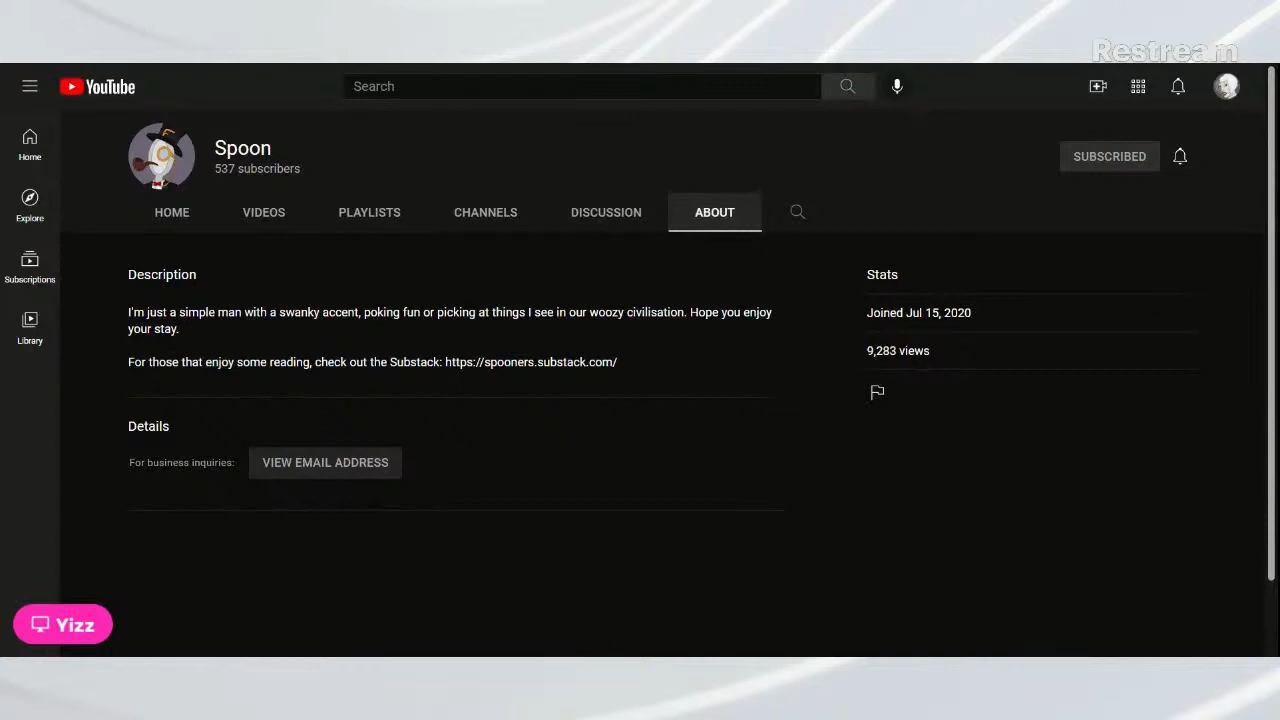 Restream
YouTube
Search
Home
Explore
Subscriptions
Library
Spoon
537 subscribers
SUBSCRIBED
HOME
VIDEOS
PLAYLISTS
CHANNELS
DISCUSSION
ABOUT
Description
I'm just a simple man with a swanky accent, poking fun or picking at things I see in our woozy civilisation. Hope you enjoy
your stay.
For those that enjoy some reading, check out the Substack: https://spooners.substack.com/
Details
For business inquiries:
VIEW EMAIL ADDRESS
Stats
Joined Jul 15, 2020
9,283 views
Yizz